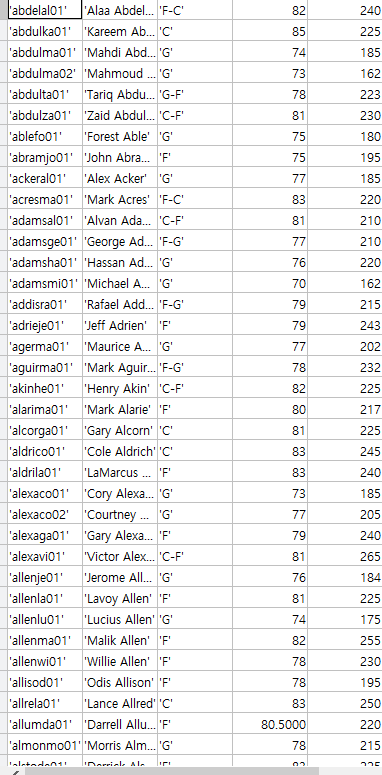 'abdelal01' 'Alaa Abdel... 'F-C' 82 240
'abdulka01' 'Kareem Ab... 'C' 85 225
'abdulma01' 'Mahdi Abd... 'G' 74 185
'abdulma02' 'Mahmoud ... 'G' 73 162
'abdulta01' 'Tariq Abdu... 'G-F' 78 223
'abdulza01' 'Zaid Abdul... 'C-F' 81 230
'ablefo01' 'Forest Able' 'G' 75 180
'abramjo01' 'John Abra... 'F' 75 195
'ackeral01' 'Alex Acker' 'G' 77 185
'acresma01' 'Mark Acres' 'F-C' 83 220
'adamsal01' 'Alvan Ada... 'C-F' 81 210
'adamsge01' 'George Ad... 'F-G' 77 210
'adamsha01' 'Hassan Ad... 'G' 76 220
'adamsmi01' 'Michael A... 'G' 70 162
'addisra01' 'Rafael Add... 'F-G' 79 215
'adrieje01' 'Jeff Adrien' 'F' 79 243
'agerma01' 'Maurice A... 'G' 77 202
'aguirma01' 'Mark Aguir... 'F-G' 78 232
'akinhe01' 'Henry Akin' 'C-F' 82 225
'alarima01' 'Mark Alarie' 'F' 80 217
'alcorga01' 'Gary Alcorn' 'C' 81 225
'aldrico01' 'Cole Aldrich' 'C' 83 245
'aldrila01' 'LaMarcus ... 'F' 83 240
'alexaco01' 'Cory Alexa... 'G' 73 185
'alexaco02' 'Courtney ... 'G' 77 205
'alexaga01' 'Gary Alexa... 'F' 79 240
'alexavi01' 'Victor Alex... 'C-F' 81 265
'allenje01' 'Jerome All... 'G' 76 184
'allenla01' 'Lavoy Allen' 'F' 81 225
'allenlu01' 'Lucius Allen' 'G' 74 175
'allenma01' 'Malik Allen' 'F' 82 255
'allenwi01' 'Willie Allen' 'F' 78 230
'allisod01' 'Odis Allison' 'F' 78 195
'allrela01' 'Lance Allred' 'C' 83 250
'allumda01' 'Darrell Allu... 'F' 80.5000 220
'almonmo01' 'Morris Alm... 'G' 78 215